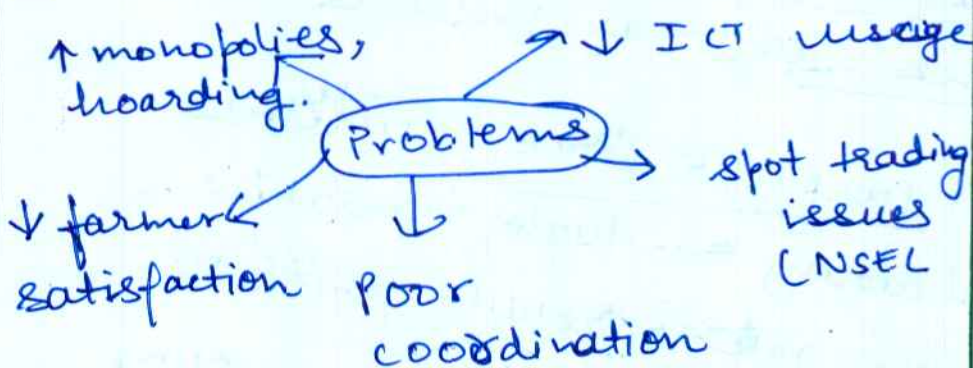 ↑ monopolies,
hoarding.
↓ ICT usage
Problems
spot trading
issues
(NSEL
↓ farmer
satisfaction
Poor
coordination